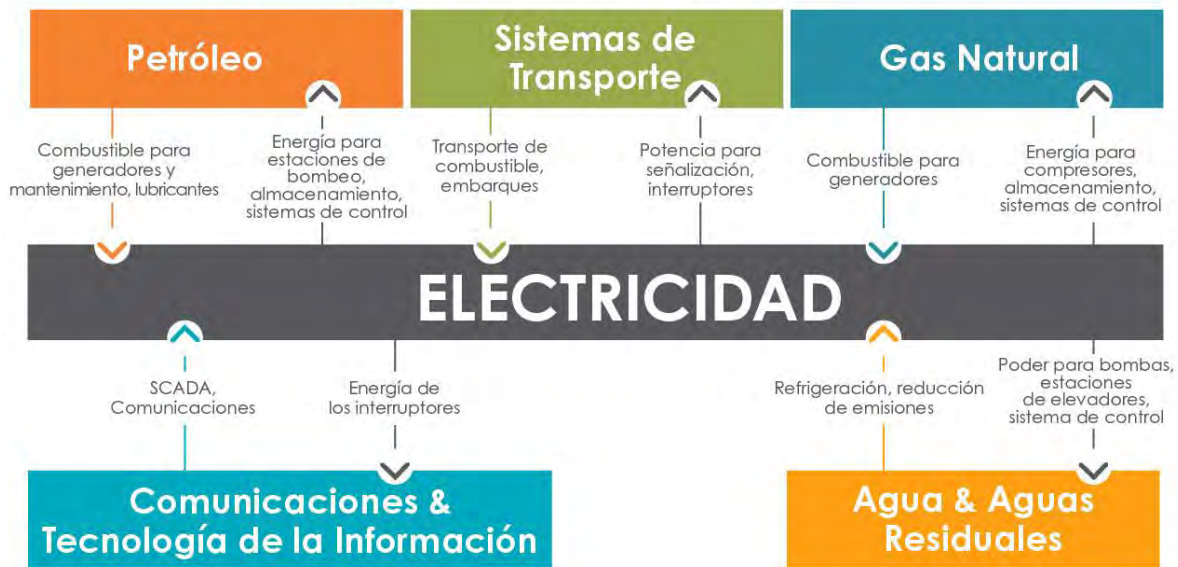 Petróleo
Sistemas de
Transporte
Gas Natural
Combustible para
generadores y
mantenimiento, lubricantes
Energía para
estaciones de
bombeo,
almacenamiento,
sistemas de control
Transporte de
combustible,
embarques
Potencia para
señalización,
interruptores
Combustible para
generadores
Energía para
compresores,
almacenamiento,
sistemas de control
ELECTRICIDAD
SCADA,
Comunicaciones
Energía de
los interruptores
Refrigeración, reducción
de emisiones
Poder para bombas,
estaciones
de elevadores,
sistema de control
Comunicaciones &
Tecnología de la Información
Agua & Aguas
Residuales